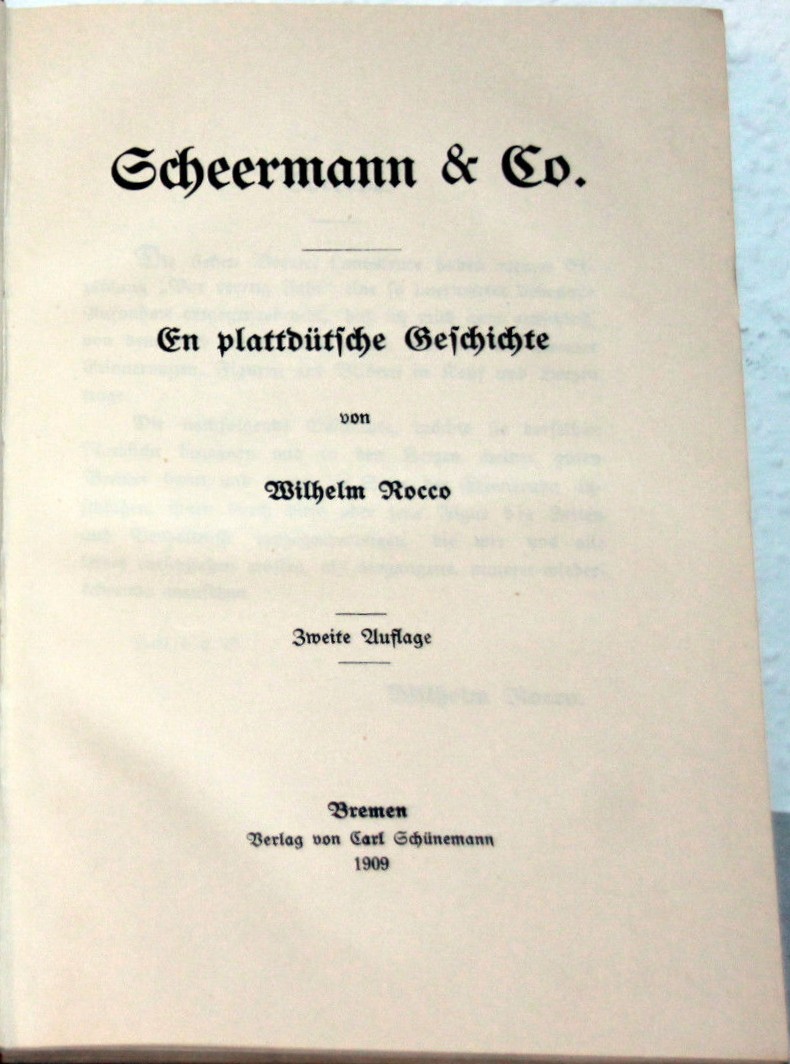 Scheermann & Co.
En plattdütsche Geschichte
von
Wilhelm Rocco
Zweite Auflage
Bremen
Verlag von Carl Schünemann
1909